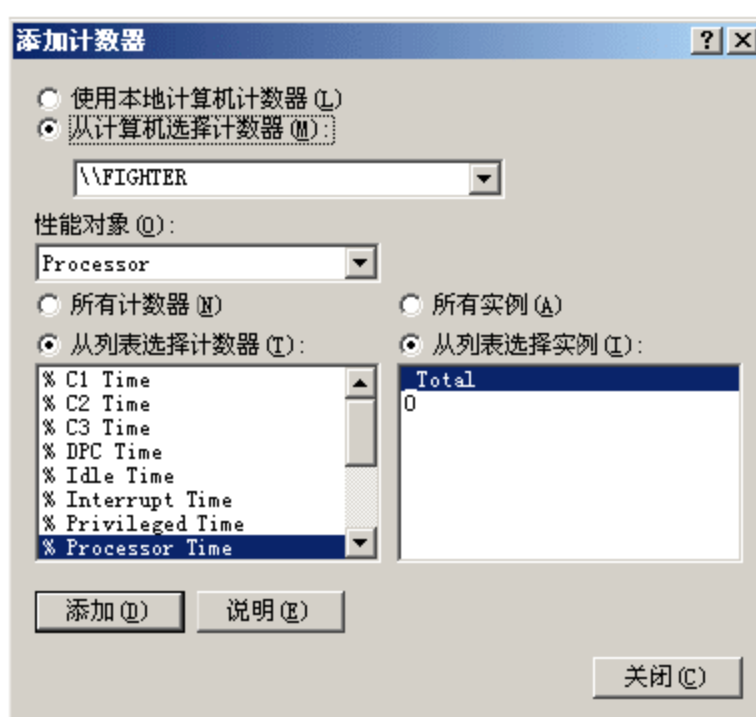 添加计数器
使用本地计算机计数器(L)
从计算机选择计数器(M):
\\FIGHTER
性能对象(O):
Processor
所有计数器(N)
所有实例(A)
从列表选择计数器(T):
从列表选择实例(I):
% C1 Time
% C2 Time
% C3 Time
% DPC Time
% Idle Time
% Interrupt Time
% Privileged Time
% Processor Time
_Total
0
添加(D)
说明(E)
关闭(C)